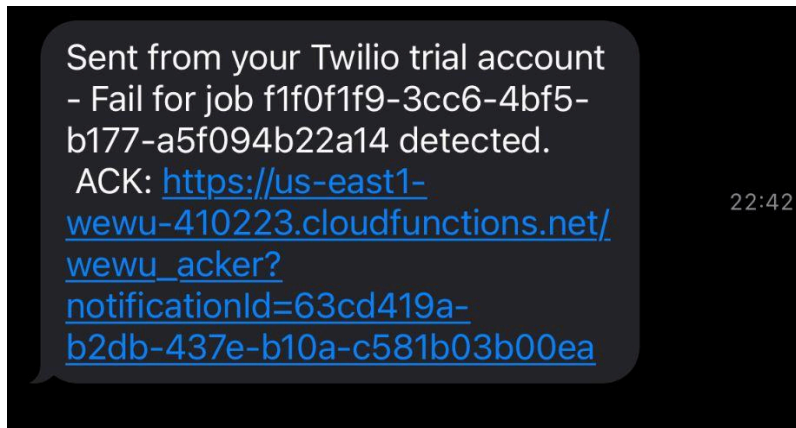 Sent from your Twilio trial account
- Fail for job f1f0f1f9-3cc6-4bf5-
b177-a5f094b22a14 detected.
ACK: https://us-east1-
wewu-410223.cloudfunctions.net/
wewu_acker?
notificationId=63cd419a-
b2db-437e-b10a-c581b03b00ea
22:42